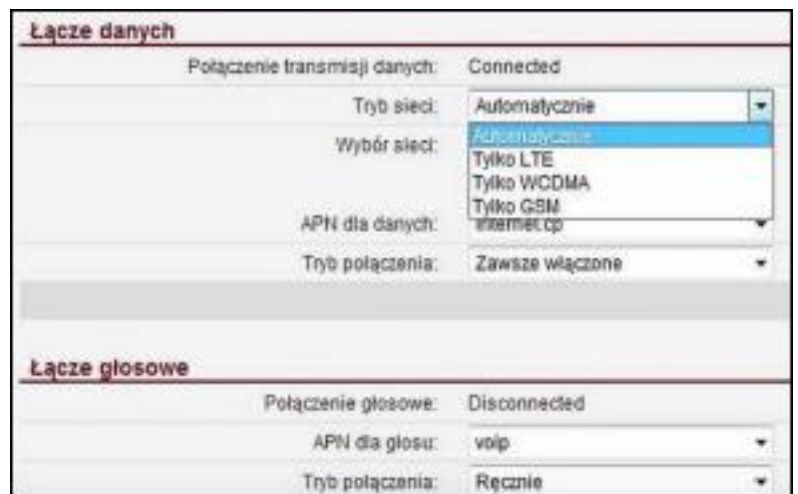 Łącze danych
Połączenie transmisji danych: Connected
Tryb sieci: Automatycznie
Wybór sieci: Automatycznie
Tylko LTE
Tylko WCDMA
Tylko GSM
APN dla danych: internet.cp
Tryb połączenia: Zawsze włączone
Łącze głosowe
Połączenie głosowe: Disconnected
APN dla głosu: voip
Tryb połączenia: Ręcznie